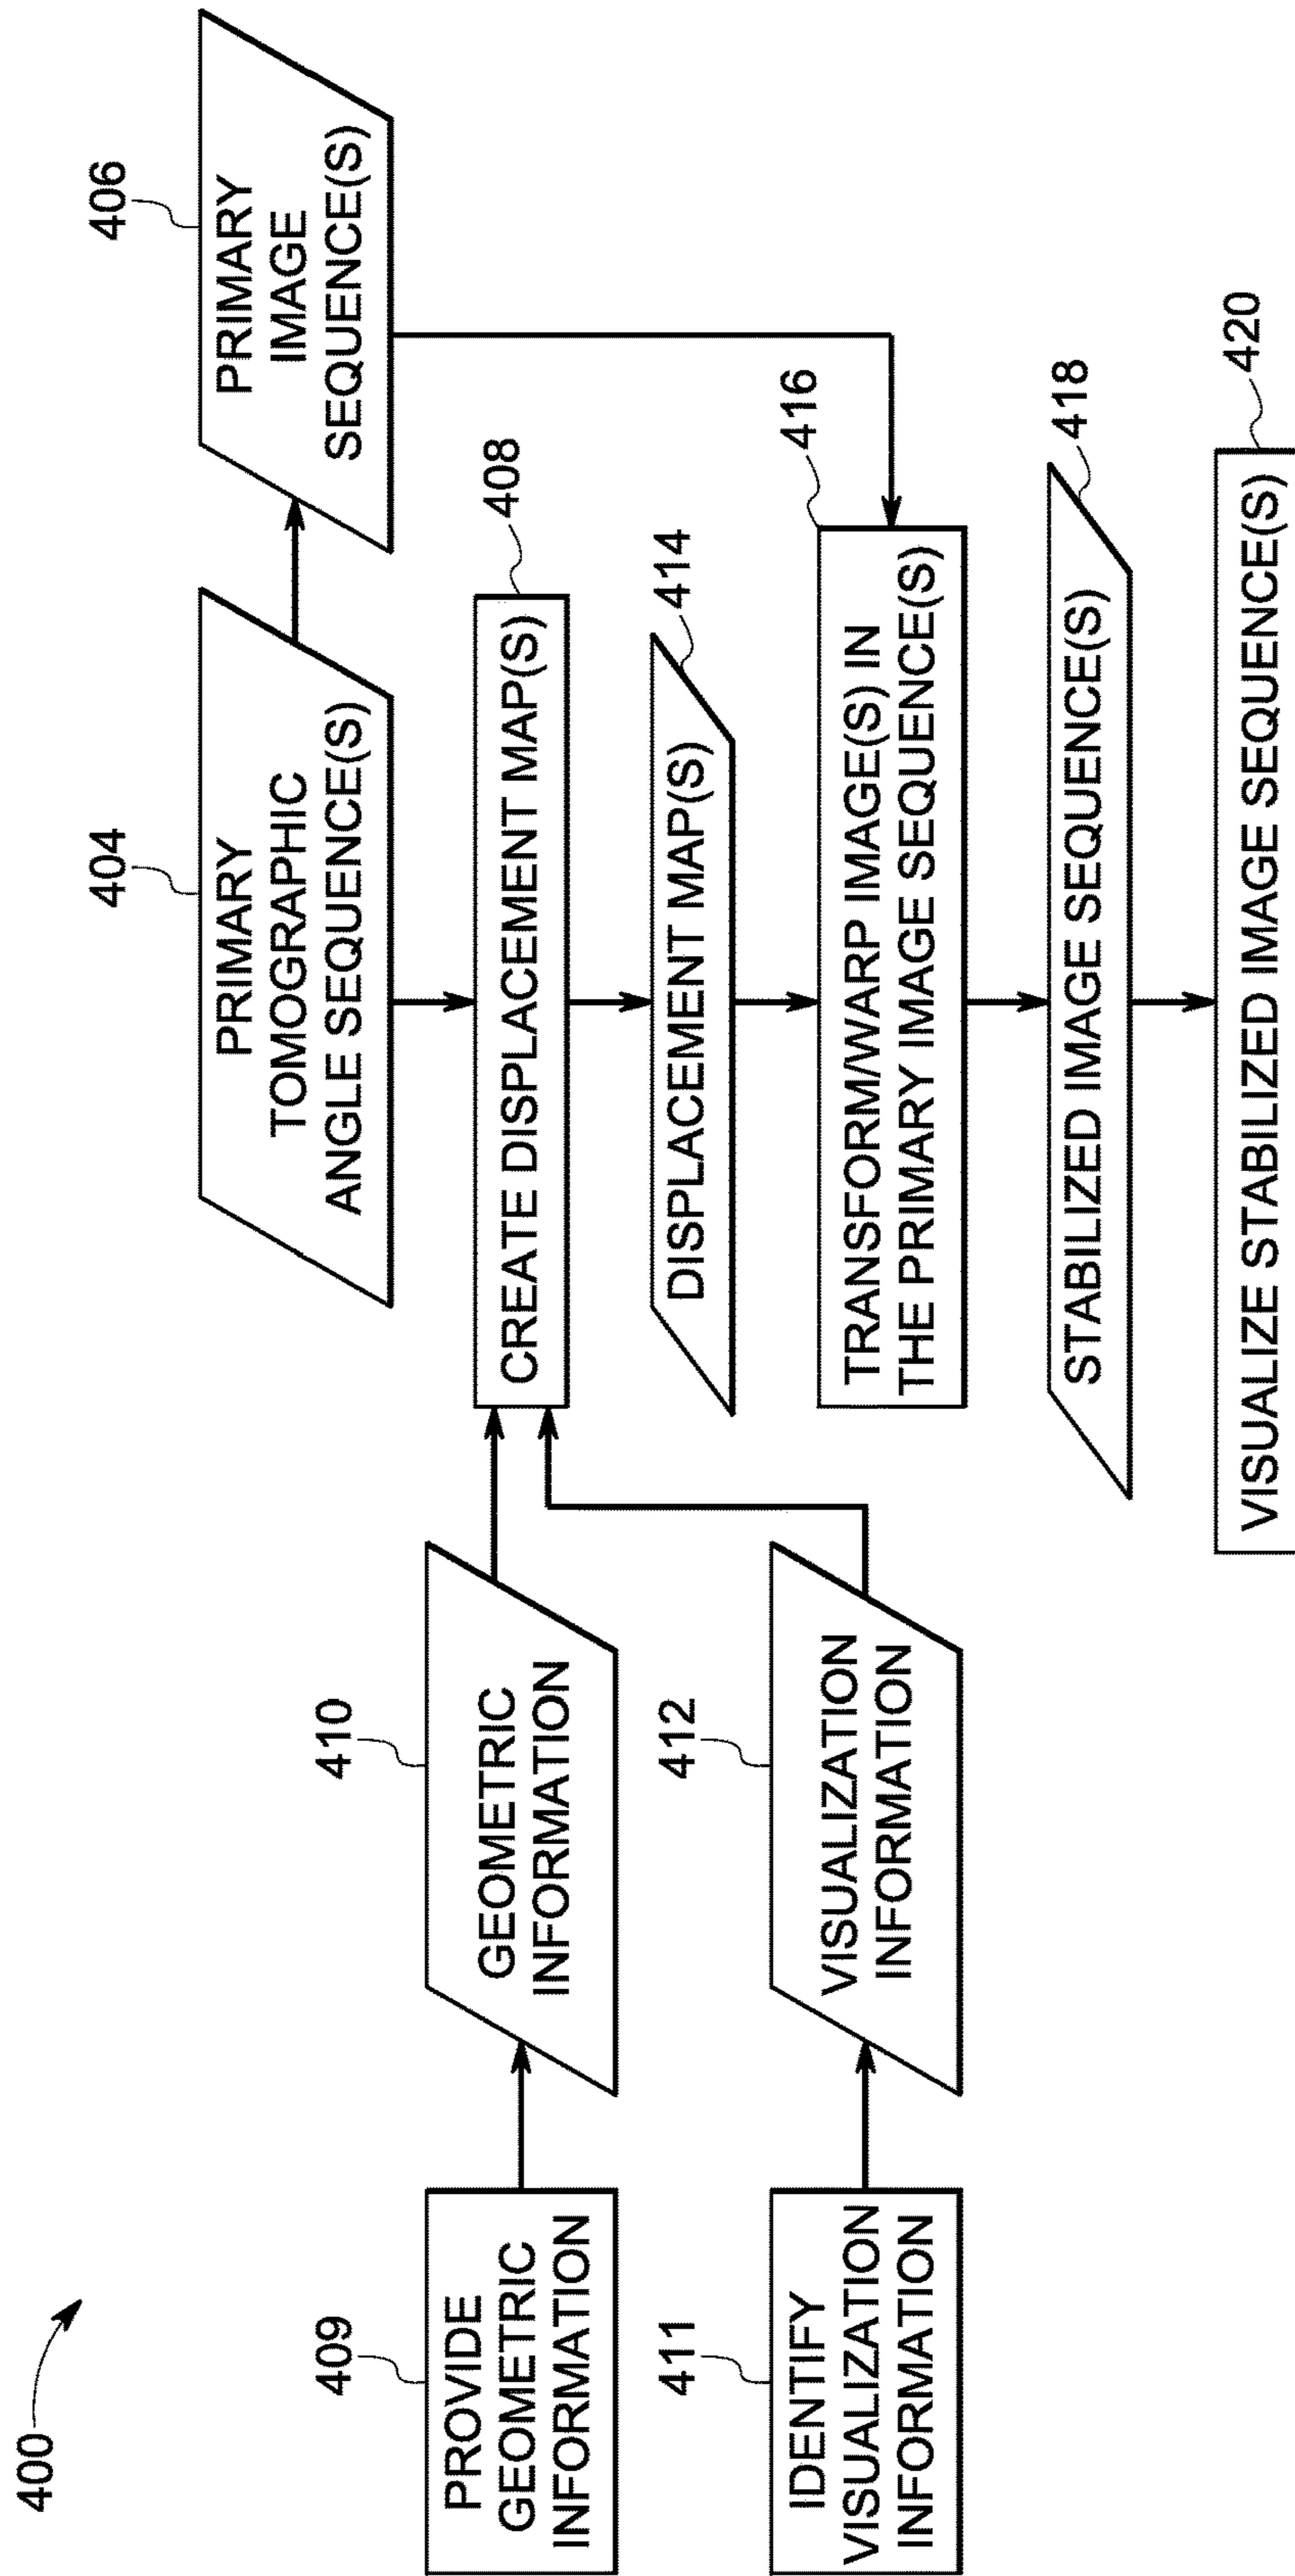 400
404
PRIMARY
TOMOGRAPHIC
ANGLE SEQUENCE(S)
406
PRIMARY
IMAGE
SEQUENCE(S)
409
PROVIDE
GEOMETRIC
INFORMATION
410
GEOMETRIC
INFORMATION
408
CREATE DISPLACEMENT MAP(S)
411
IDENTIFY
VISUALIZATION
INFORMATION
412
VISUALIZATION
INFORMATION
414
DISPLACEMENT MAP(S)
416
TRANSFORM/WARP IMAGE(S) IN
THE PRIMARY IMAGE SEQUENCE(S)
418
STABILIZED IMAGE SEQUENCE(S)
420
VISUALIZE STABILIZED IMAGE SEQUENCE(S)